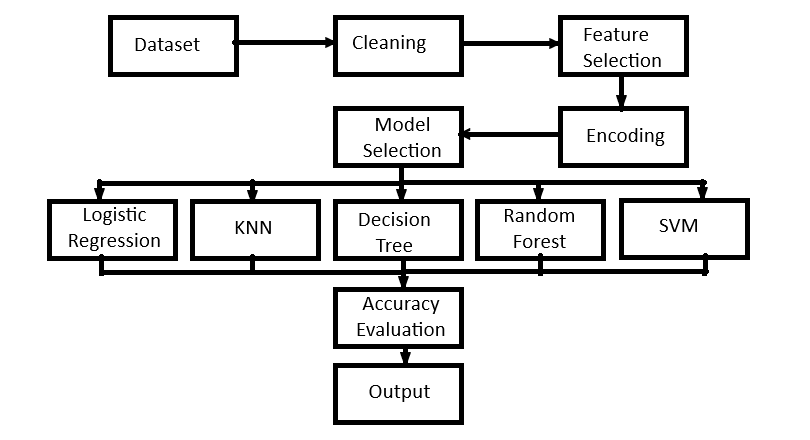 Dataset
Cleaning
Feature
Selection
Model
Selection
Encoding
Logistic
Regression
KNN
Decision
Tree
Random
Forest
SVM
Accuracy
Evaluation
Output